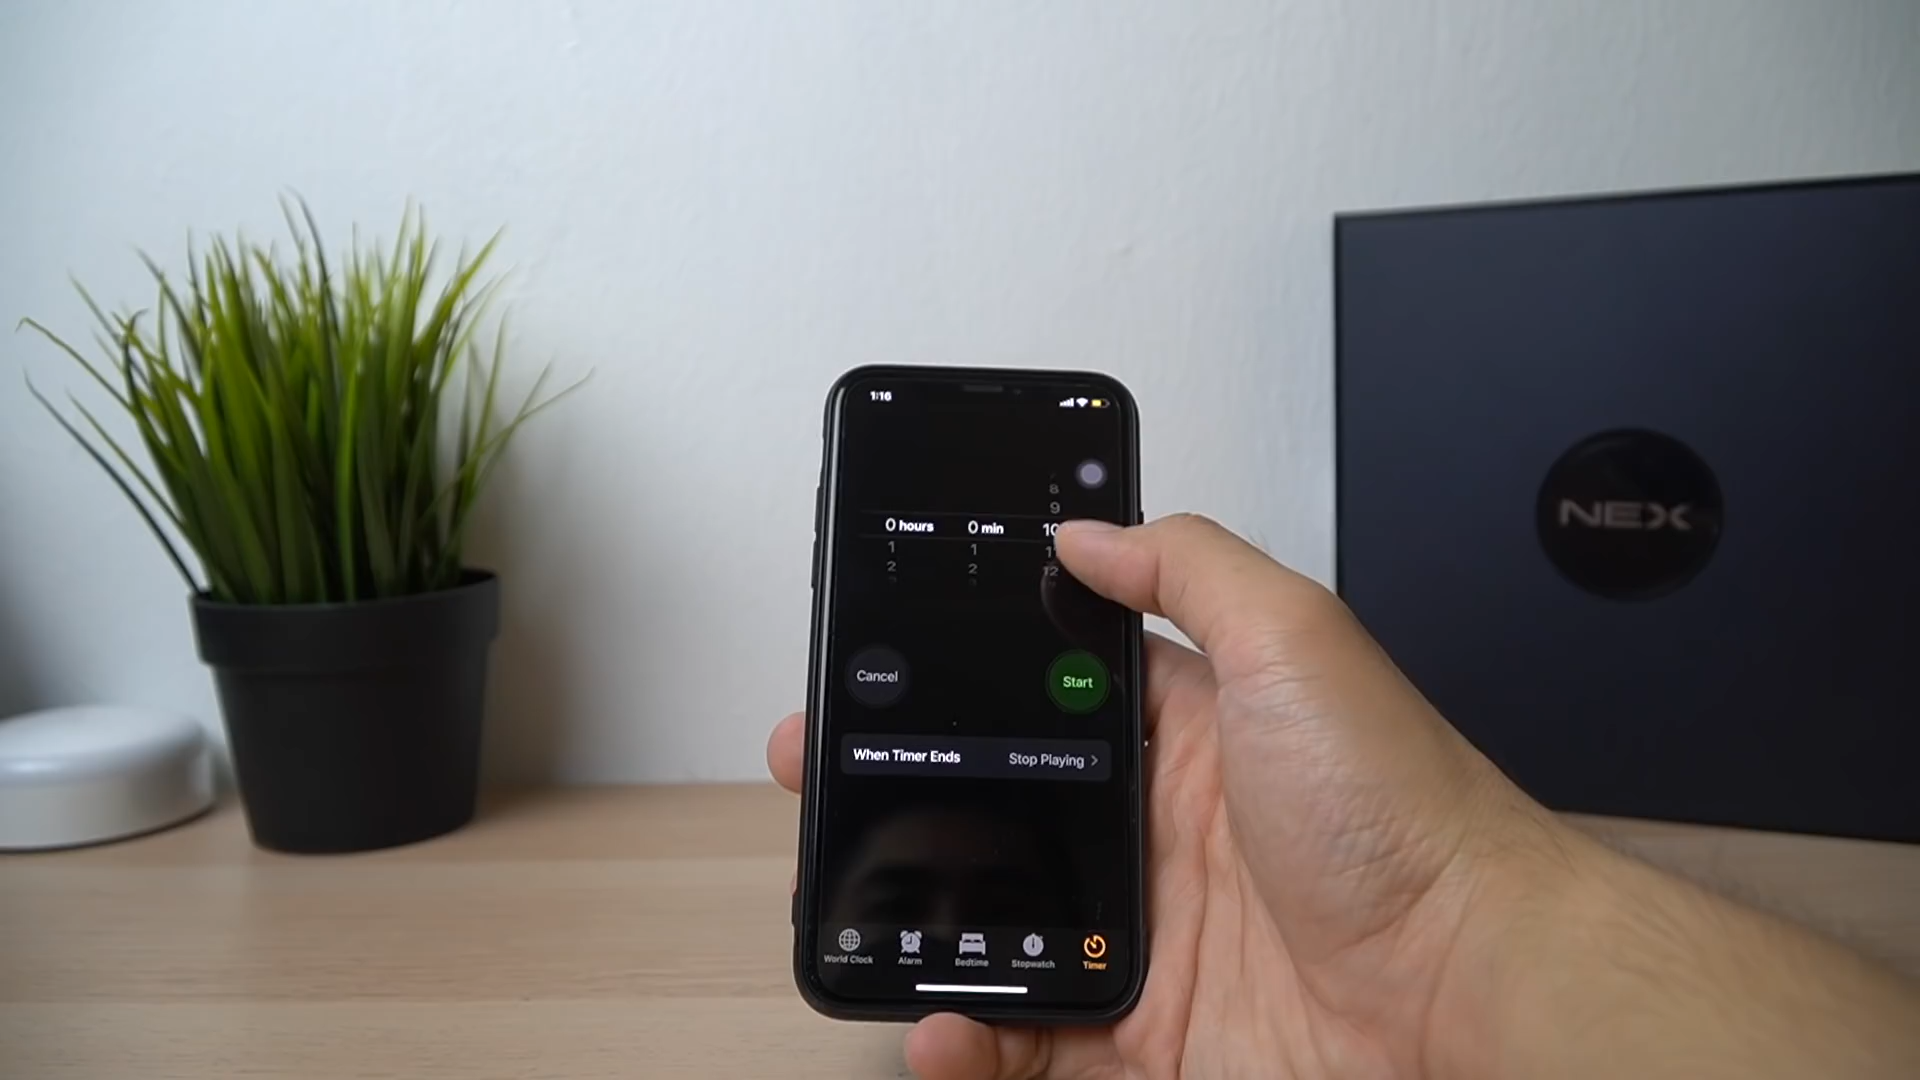 1:16
8
9
0 hours 0 min 10
1 1 11
2 2 12
Cancel Start
When Timer Ends Stop Playing
World Clock Alarm Bedtime Stopwatch Timer
NEX